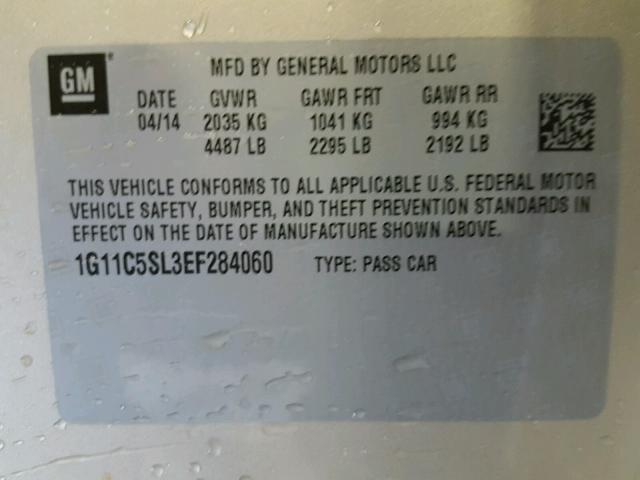 GM
MFD BY GENERAL MOTORS LLC
DATE GVWR GAWR FRT GAWR RR
04/14 2035 KG 1041 KG 994 KG
4487 LB 2295 LB 2192 LB
THIS VEHICLE CONFORMS TO ALL APPLICABLE U.S. FEDERAL MOTOR
VEHICLE SAFETY, BUMPER, AND THEFT PREVENTION STANDARDS IN
EFFECT ON THE DATE OF MANUFACTURE SHOWN ABOVE.
1G11C5SL3EF284060 TYPE: PASS CAR